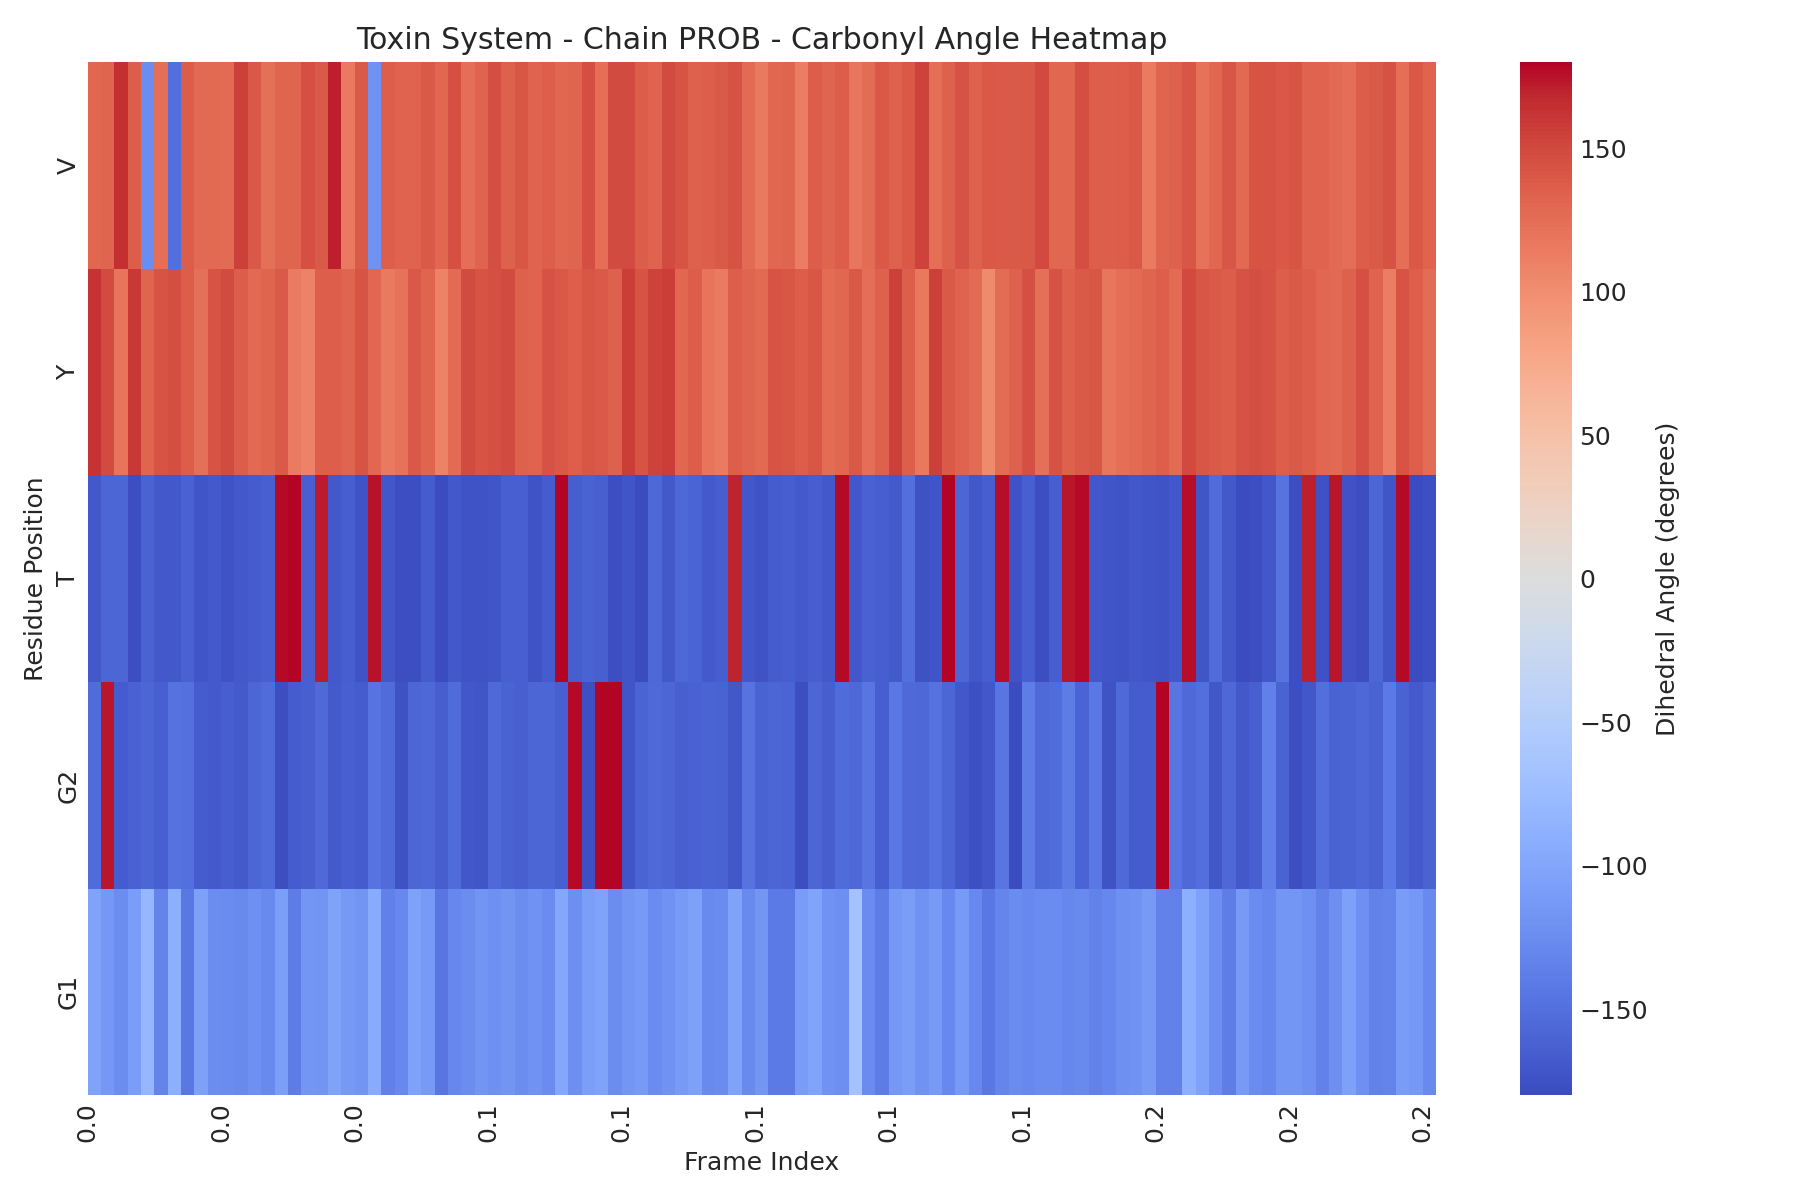 Toxin System - Chain PROB - Carbonyl Angle Heatmap
Residue Position
V
Y
T
G2
G1
0.0
0.0
0.0
0.1
0.1
0.1
0.1
0.1
0.2
0.2
0.2
Frame Index
150
100
50
0
−50
−100
−150
Dihedral Angle (degrees)